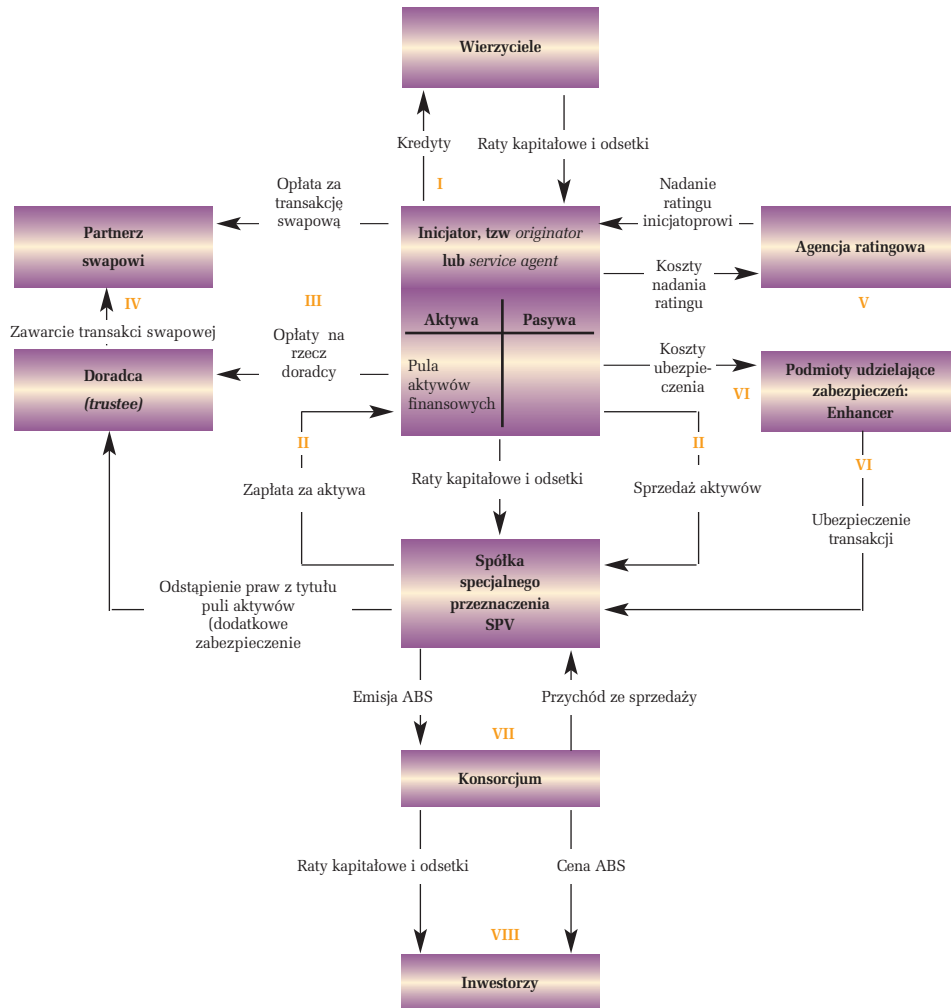 Wierzyciele
Kredyty
Raty kapitałowe i odsetki
I
Opłata za
transakcję
swapową
Nadanie
ratingu
inicjatoprowi
Partnerz
swapowi
Inicjator, tzw originator
lub service agent
Agencja ratingowa
Koszty
nadania
ratingu
IV
III
V
Zawarcie transakci swapowej
Opłaty na
rzecz
doradcy
Aktywa
Pasywa
Pula
aktywów
finansowych
Koszty
ubezpie-
czenia
VI
Doradca
(trustee)
Podmioty udzielające
zabezpieczeń:
Enhancer
II
II
VI
Zapłata za aktywa
Raty kapitałowe i odsetki
Sprzedaż aktywów
Ubezpieczenie
transakcji
Spółka
specjalnego
przeznaczenia
SPV
Odstąpienie praw z tytułu
puli aktywów
(dodatkowe
zabezpieczenie
Emisja ABS
Przychód ze sprzedaży
VII
Konsorcjum
Raty kapitałowe i odsetki
Cena ABS
VIII
Inwestorzy